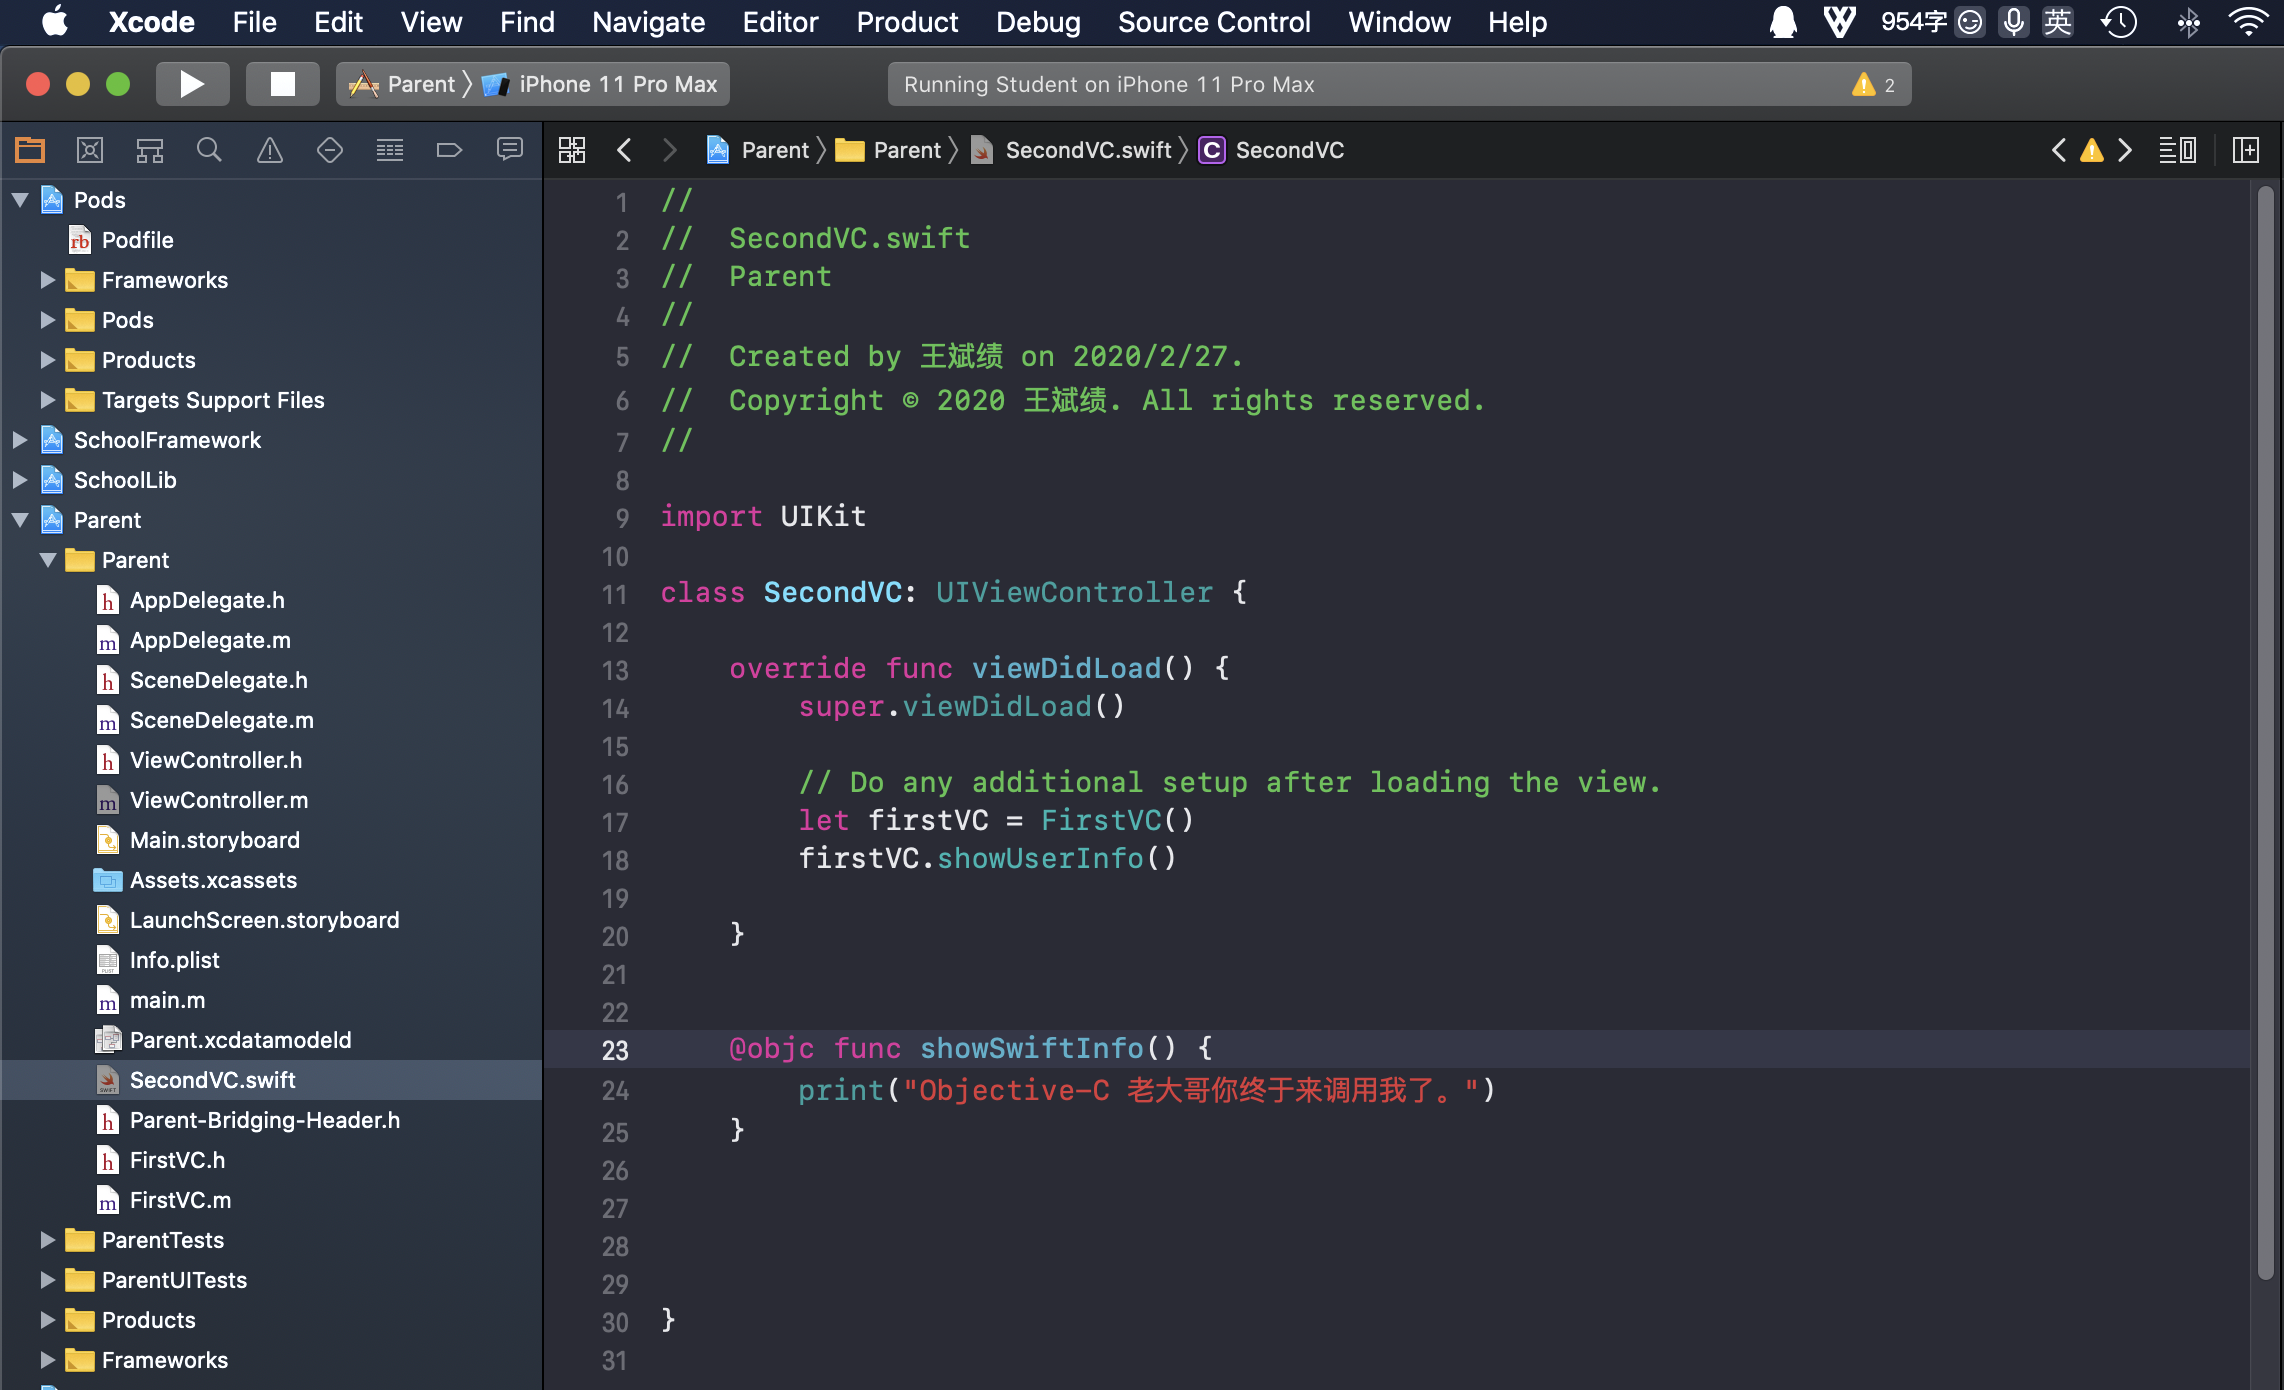 Xcode File Edit View Find Navigate Editor Product Debug Source Control Window Help 954字 英
Parent iPhone 11 Pro Max Running Student on iPhone 11 Pro Max 2
Parent Parent SecondVC.swift C SecondVC
Pods
rb Podfile
Frameworks
Pods
Products
Targets Support Files
SchoolFramework
SchoolLib
Parent
Parent
h AppDelegate.h
m AppDelegate.m
h SceneDelegate.h
m SceneDelegate.m
h ViewController.h
m ViewController.m
Main.storyboard
Assets.xcassets
LaunchScreen.storyboard
Info.plist
m main.m
Parent.xcdatamodeld
SecondVC.swift
h Parent-Bridging-Header.h
h FirstVC.h
m FirstVC.m
ParentTests
ParentUITests
Products
Frameworks
1 //
2 //  SecondVC.swift
3 //  Parent
4 //
5 //  Created by 王斌绩 on 2020/2/27.
6 //  Copyright © 2020 王斌绩. All rights reserved.
7 //
8
9 import UIKit
10
11 class SecondVC: UIViewController {
12
13     override func viewDidLoad() {
14         super.viewDidLoad()
15
16         // Do any additional setup after loading the view.
17         let firstVC = FirstVC()
18         firstVC.showUserInfo()
19
20     }
21
22
23     @objc func showSwiftInfo() {
24         print("Objective-C 老大哥你终于来调用我了。")
25     }
26
27
28
29
30 }
31